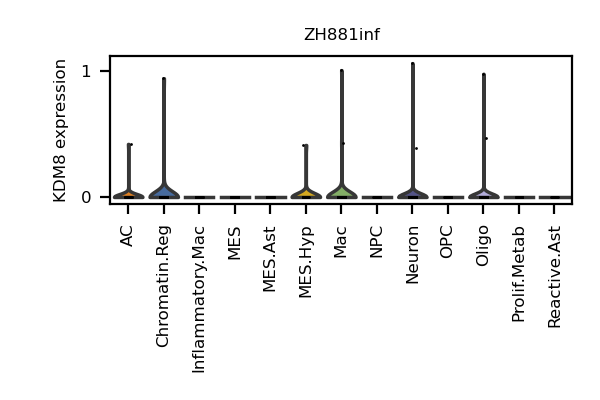 ZH881inf
KDM8 expression
1
0
AC
Chromatin.Reg
Inflammatory.Mac
MES
MES.Ast
MES.Hyp
Mac
NPC
Neuron
OPC
Oligo
Prolif.Metab
Reactive.Ast